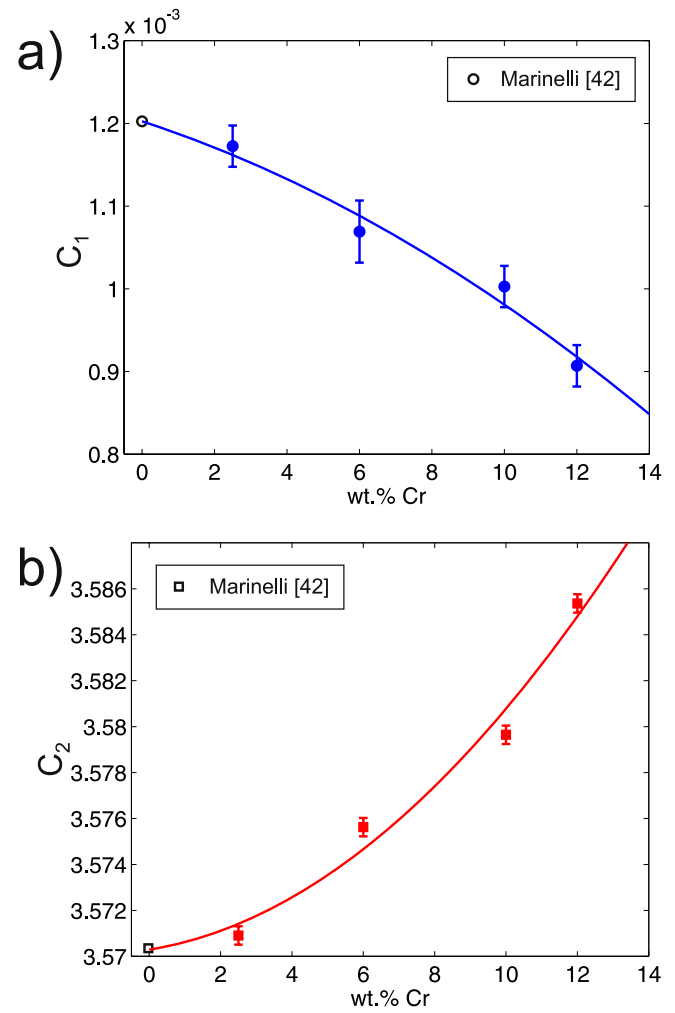 a)
x 10⁻³
1.3
Marinelli [42]
1.2
1.1
C₁
1
0.9
0.8
0 2 4 6 8 10 12 14
wt.% Cr
b)
Marinelli [42]
3.586
3.584
3.582
3.58
C₂
3.578
3.576
3.574
3.572
3.57
0 2 4 6 8 10 12 14
wt.% Cr